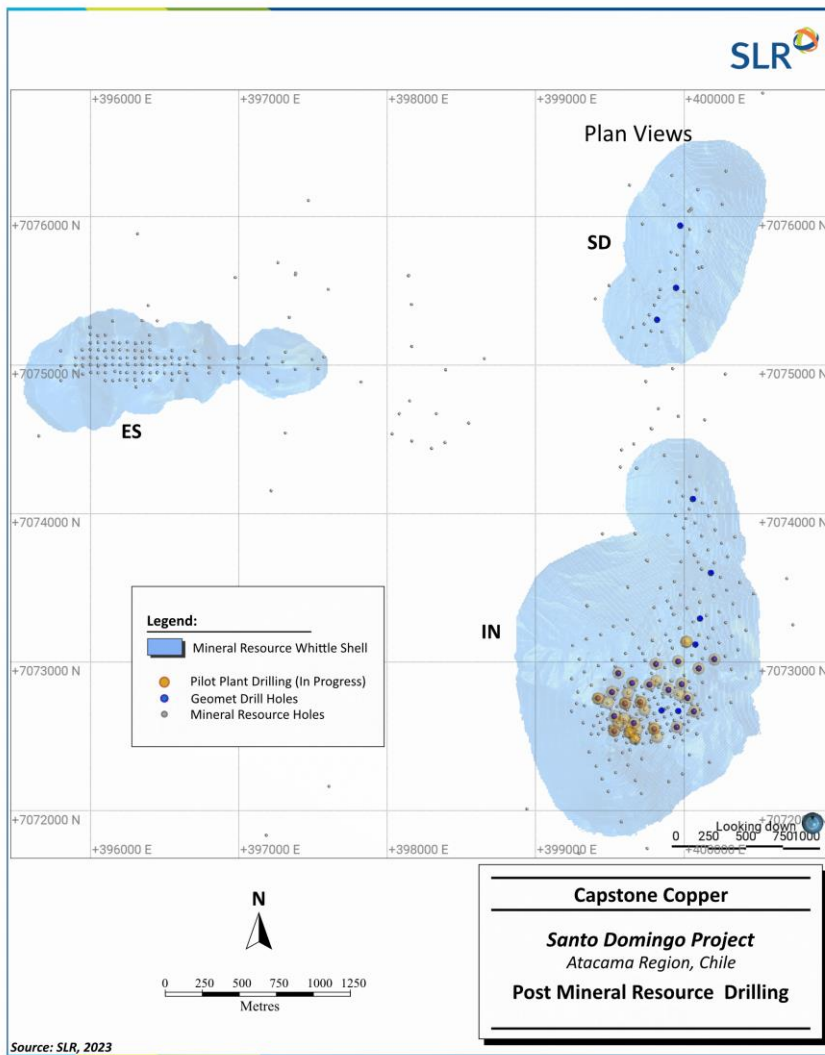 SLR
+396000 E
+397000 E
+398000 E
+399000 E
+400000 E
Plan Views
+7076000 N
+7076000 N
SD
+7075000 N
+7075000 N
ES
+7074000 N
+7074000 N
Legend:
Mineral Resource Whittle Shell
Pilot Plant Drilling (In Progress)
Geomet Drill Holes
Mineral Resource Holes
IN
+7073000 N
+7073000 N
+7072000 N
Looking down
0 250 500 750 1000
+396000 E
+397000 E
+398000 E
+399000 E
+400000 E
N
0 250 500 750 1000 1250
Metres
Capstone Copper
Santo Domingo Project
Atacama Region, Chile
Post Mineral Resource Drilling
Source: SLR, 2023